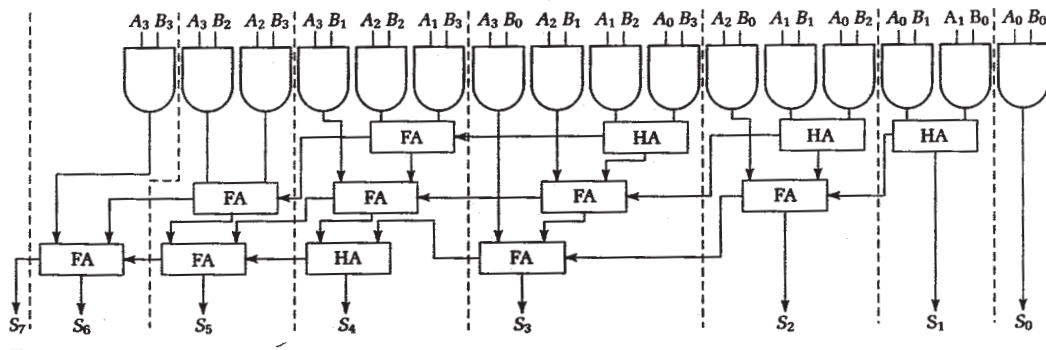 A₃ B₃ A₃ B₂ A₂ B₃ A₃ B₁ A₂ B₂ A₁ B₃ A₃ B₀ A₂ B₁ A₁ B₂ A₀ B₃ A₂ B₀ A₁ B₁ A₀ B₂ A₀ B₁ A₁ B₀ A₀ B₀
FA HA HA HA
FA FA FA FA
FA FA HA FA
S₇ S₆ S₅ S₄ S₃ S₂ S₁ S₀